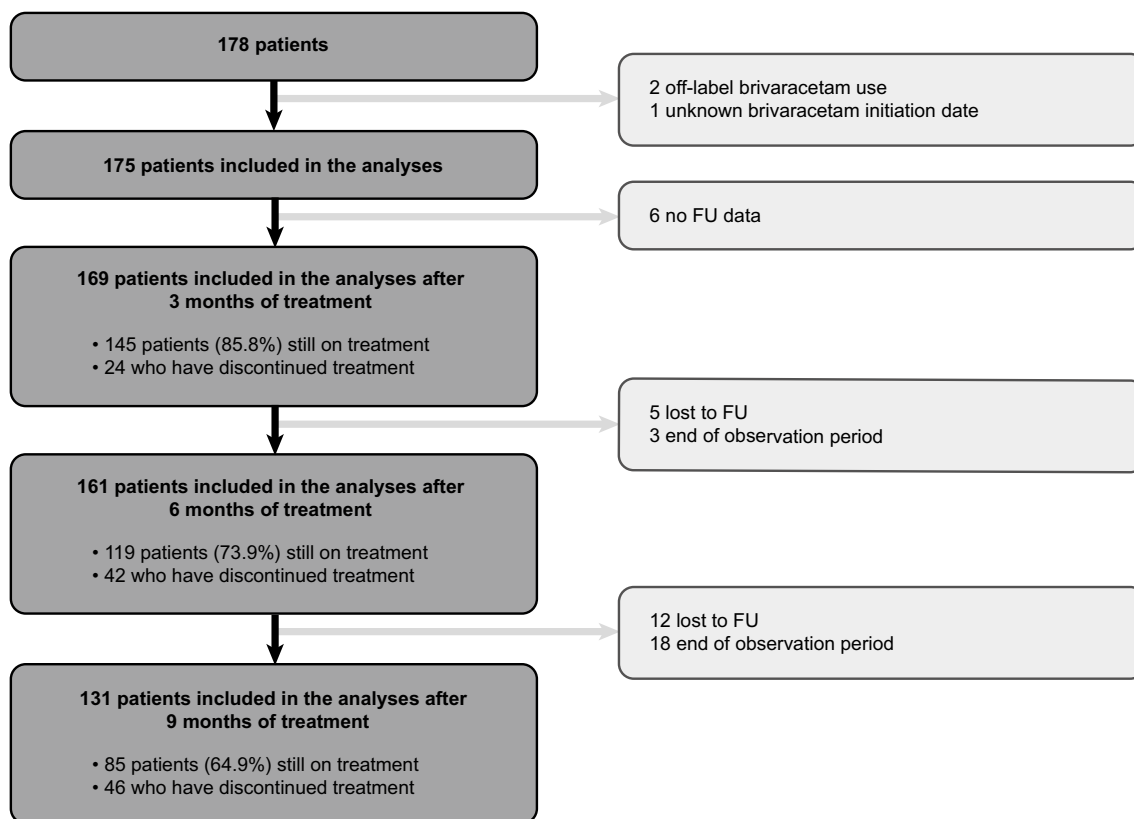 178 patients
2 off-label brivaracetam use
1 unknown brivaracetam initiation date
175 patients included in the analyses
6 no FU data
169 patients included in the analyses after
3 months of treatment
• 145 patients (85.8%) still on treatment
• 24 who have discontinued treatment
5 lost to FU
3 end of observation period
161 patients included in the analyses after
6 months of treatment
• 119 patients (73.9%) still on treatment
• 42 who have discontinued treatment
12 lost to FU
18 end of observation period
131 patients included in the analyses after
9 months of treatment
• 85 patients (64.9%) still on treatment
• 46 who have discontinued treatment